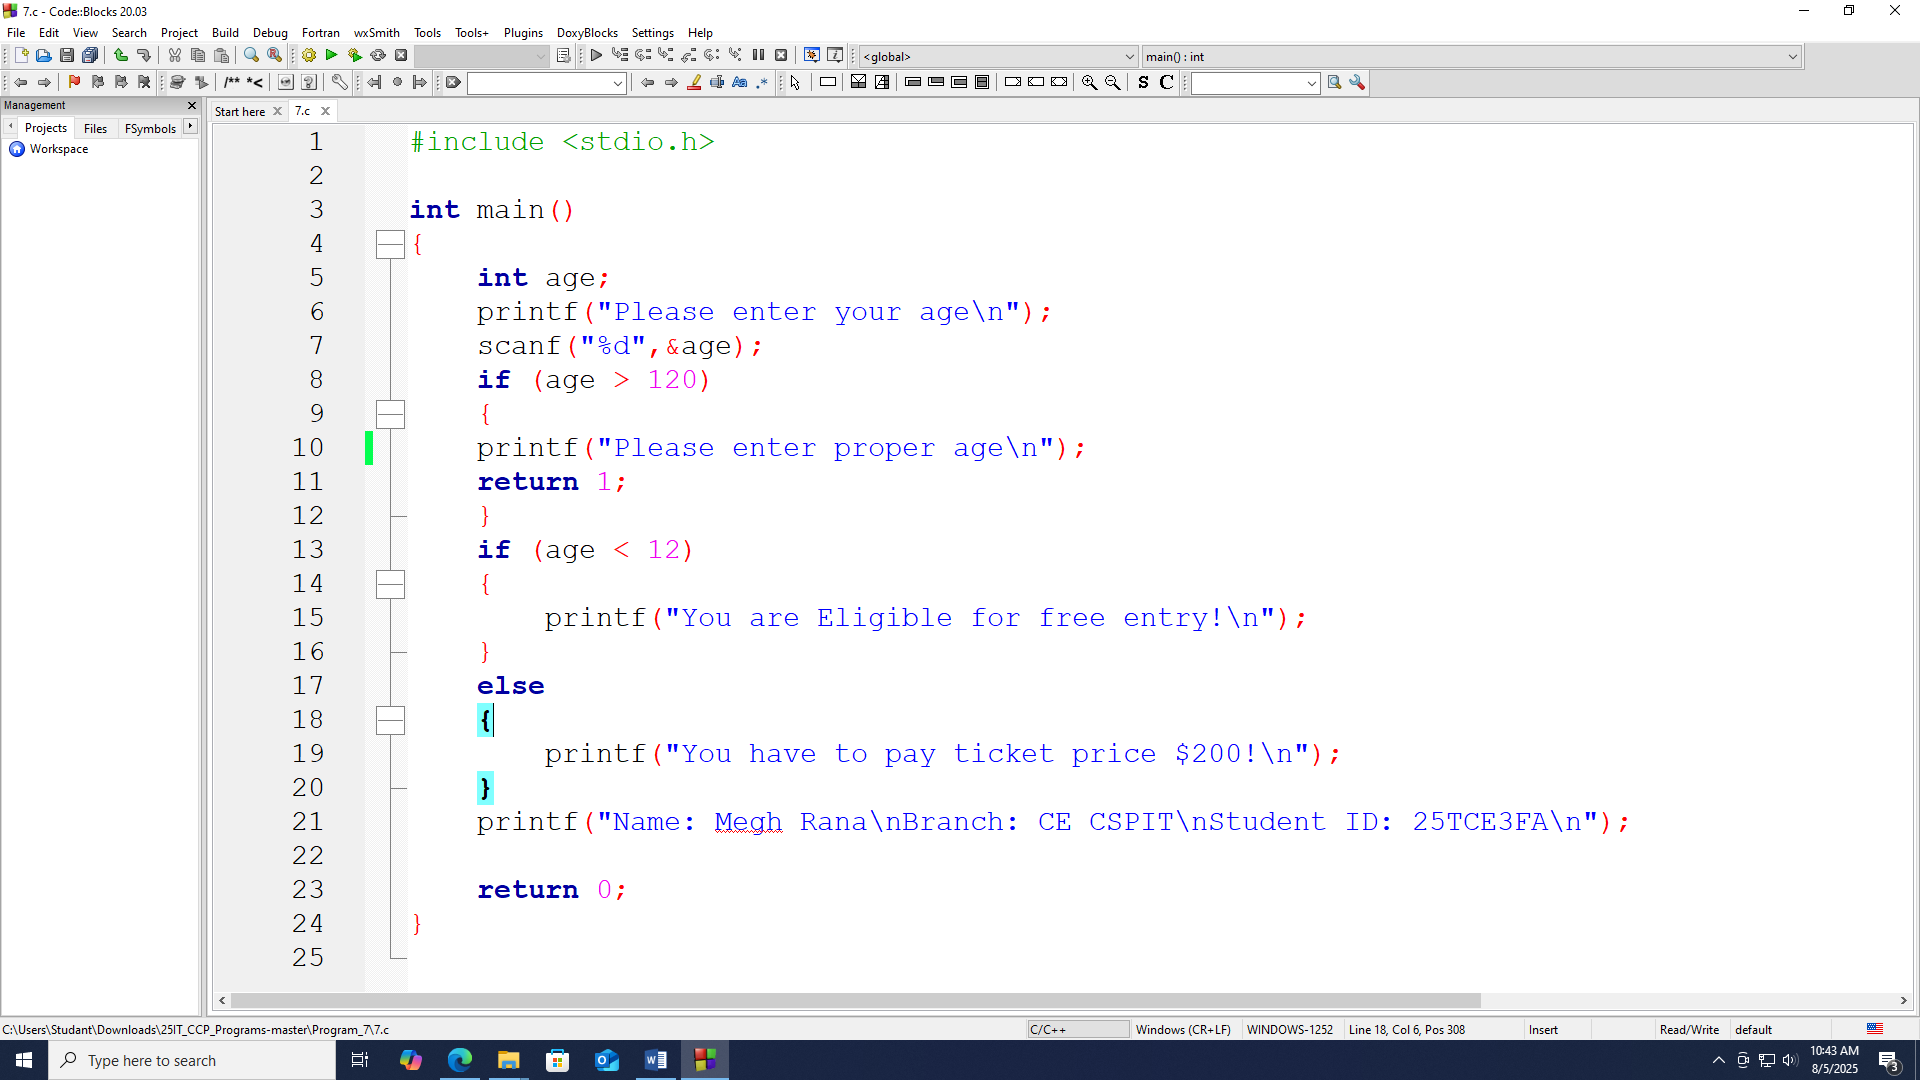 7.c - Code::Blocks 20.03
File Edit View Search Project Build Debug Fortran wxSmith Tools Tools+ Plugins DoxyBlocks Settings Help
<global> main() : int
/** *< Aa .* S C
Management
Projects Files FSymbols
Workspace
Start here 7.c
1 #include <stdio.h>
2
3 int main()
4 {
5 int age;
6 printf("Please enter your age\n");
7 scanf("%d",&age);
8 if (age > 120)
9 {
10 printf("Please enter proper age\n");
11 return 1;
12 }
13 if (age < 12)
14 {
15 printf("You are Eligible for free entry!\n");
16 }
17 else
18 {
19 printf("You have to pay ticket price $200!\n");
20 }
21 printf("Name: Megh Rana\nBranch: CE CSPIT\nStudent ID: 25TCE3FA\n");
22
23 return 0;
24 }
25
C:\Users\Studant\Downloads\25IT_CCP_Programs-master\Program_7\7.c C/C++ Windows (CR+LF) WINDOWS-1252 Line 18, Col 6, Pos 308 Insert Read/Write default
Type here to search
10:43 AM
8/5/2025
3